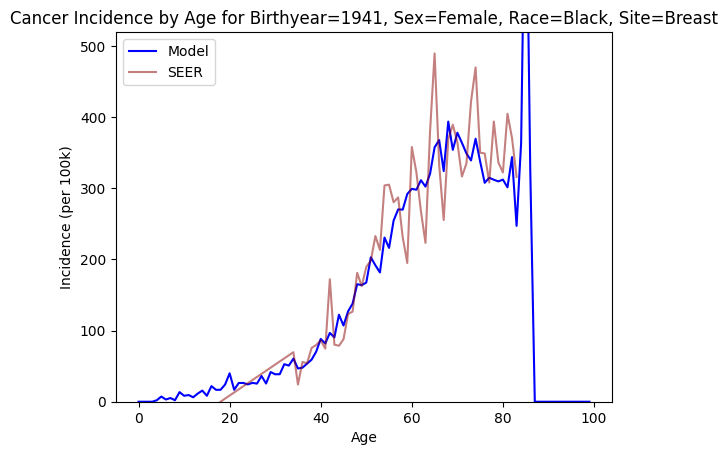 Cancer Incidence by Age for Birthyear=1941, Sex=Female, Race=Black, Site=Breast
500
400
300
200
100
0
Incidence (per 100k)
Model
SEER
0 20 40 60 80 100
Age